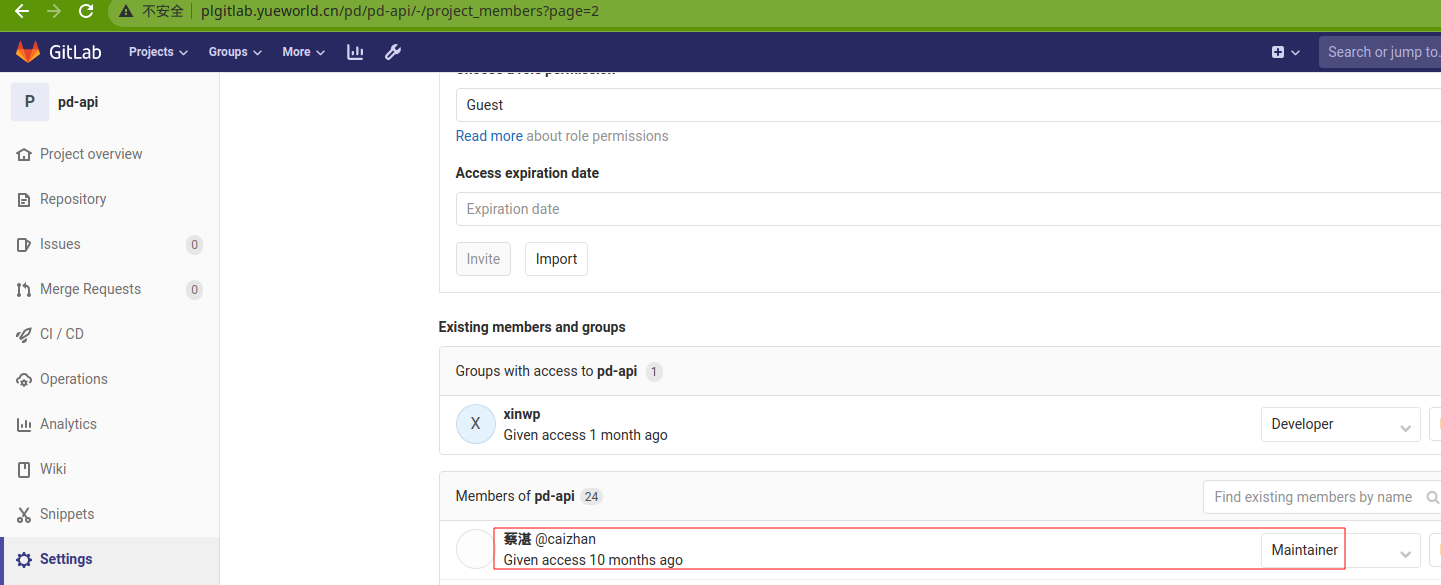 不安全 plgitlab.yueworld.cn/pd/pd-api/-/project_members?page=2
GitLab Projects Groups More Search or jump to.
P pd-api
Project overview
Repository
Issues 0
Merge Requests 0
CI / CD
Operations
Analytics
Wiki
Snippets
Settings
Choose a role permission
Guest
Read more about role permissions
Access expiration date
Expiration date
Invite Import
Existing members and groups
Groups with access to pd-api 1
X xinwp
Given access 1 month ago
Developer
Members of pd-api 24
Find existing members by name
蔡湛 @caizhan
Given access 10 months ago
Maintainer